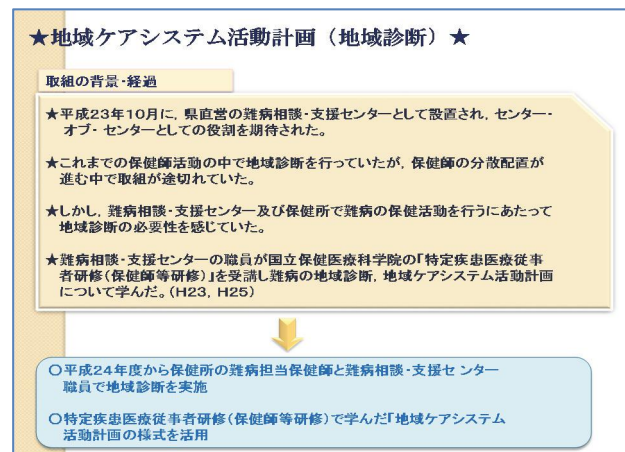 ★地域ケアシステム活動計画（地域診断）★
取組の背景・経過
★平成23年10月に，県直営の難病相談・支援センターとして設置され，センター・
オブ・センターとしての役割を期待された。
★これまでの保健師活動の中で地域診断を行っていたが，保健師の分散配置が
進む中で取組が途切れていた。
★しかし，難病相談・支援センター及び保健所で難病の保健活動を行うにあたって
地域診断の必要性を感じていた。
★難病相談・支援センターの職員が国立保健医療科学院の「特定疾患医療従事
者研修（保健師等研修）」を受講し難病の地域診断，地域ケアシステム活動計画
について学んだ。（H23，H25）
○平成24年度から保健所の難病担当保健師と難病相談・支援センター
職員で地域診断を実施
○特定疾患医療従事者研修（保健師等研修）で学んだ「地域ケアシステム
活動計画の様式を活用